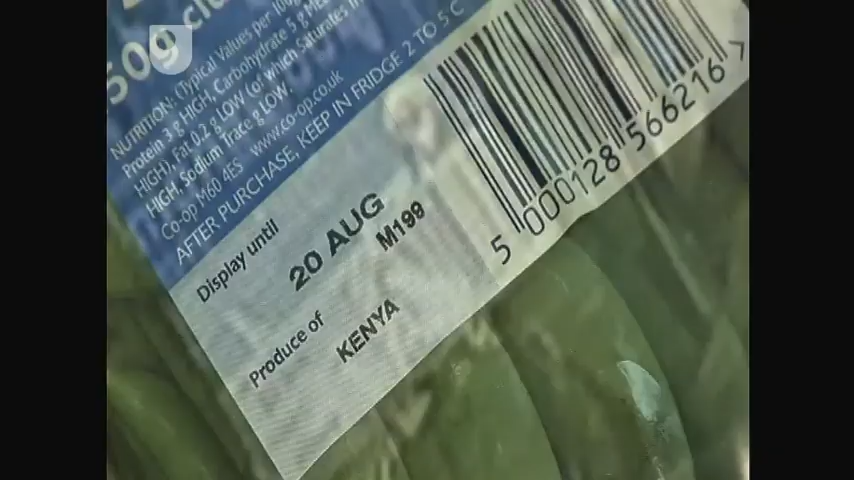 50g
NUTRITION: (Typical Values per 100g
Protein 3 g HIGH, Carbohydrate 5 g
HIGH), Fat 0.2 g LOW (of which Saturates
HIGH, Sodium Trace g LOW.
Co-op M60 4ES www.co-op.co.uk
AFTER PURCHASE, KEEP IN FRIDGE 2 TO 5 C
Display until
20 AUG
M199
Produce of
KENYA
5 000128 566216 >